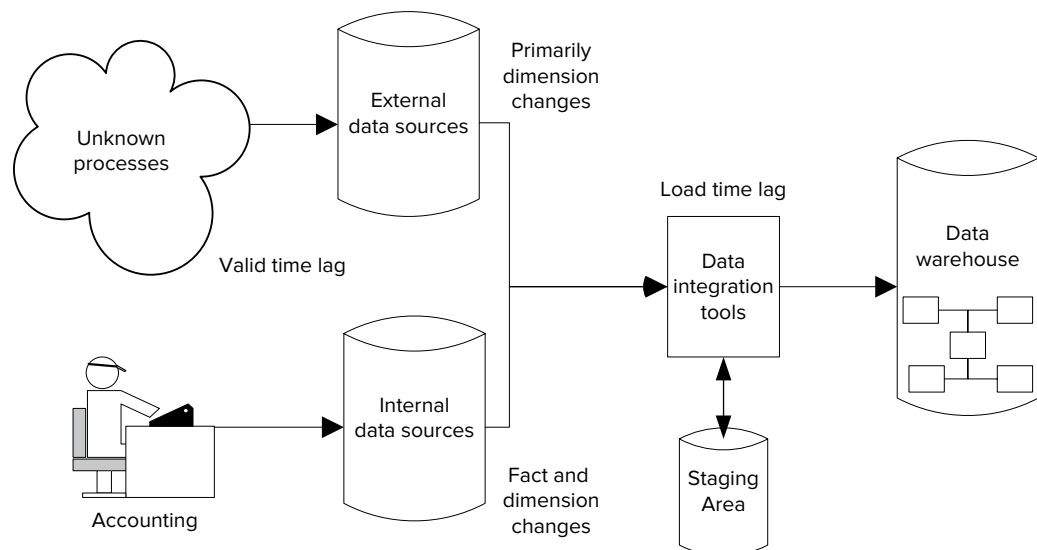 Unknown
processes
External
data sources
Primarily
dimension
changes
Valid time lag
Load time lag
Data
integration
tools
Data
warehouse
Accounting
Internal
data sources
Fact and
dimension
changes
Staging
Area